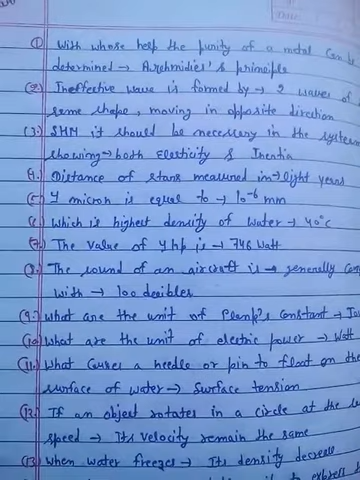 ① With whose help the purity of a metal can be
determined → Archmidies's principle
(2.) Ineffective wave is formed by → 2 waves of
same shape, moving in opposite direction
(3.) SHM it should be necessary in the system
showing → both Elasticity & Inertia
(4.) Distance of stars measured in → light years
(5.) 1 micron is equal to → 10⁻⁶ mm
(6.) Which is highest density of water → 40°C
(7.) The value of 1 hp is → 746 Watt
(8.) The sound of an aircraft is → generally
with → 100 decibles
(9.) What are the unit of Plank's Constant →
(10.) What are the unit of electric power → Watt
(11.) What causes a needle or pin to float on the
surface of water → Surface tension
(12.) If an object rotates in a circle at the
speed → Its velocity remain the same
(13.) When water freezes → Its density decrease